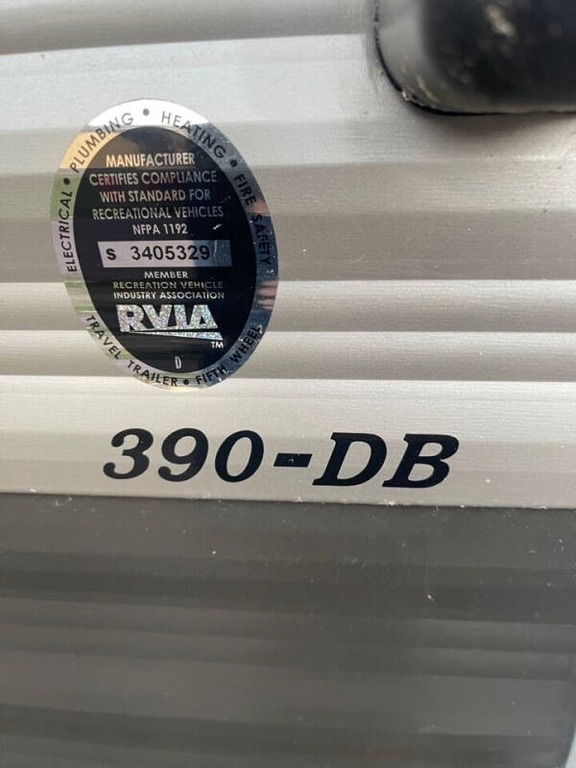 ELECTRICAL • PLUMBING • HEATING • FIRE SAFETY
MANUFACTURER
CERTIFIES COMPLIANCE
WITH STANDARD FOR
RECREATIONAL VEHICLES
NFPA 1192
S 3405329
MEMBER
RECREATION VEHICLE
INDUSTRY ASSOCIATION
RVIA
TM
D
TRAVEL TRAILER • FIFTH WHEEL
390-DB